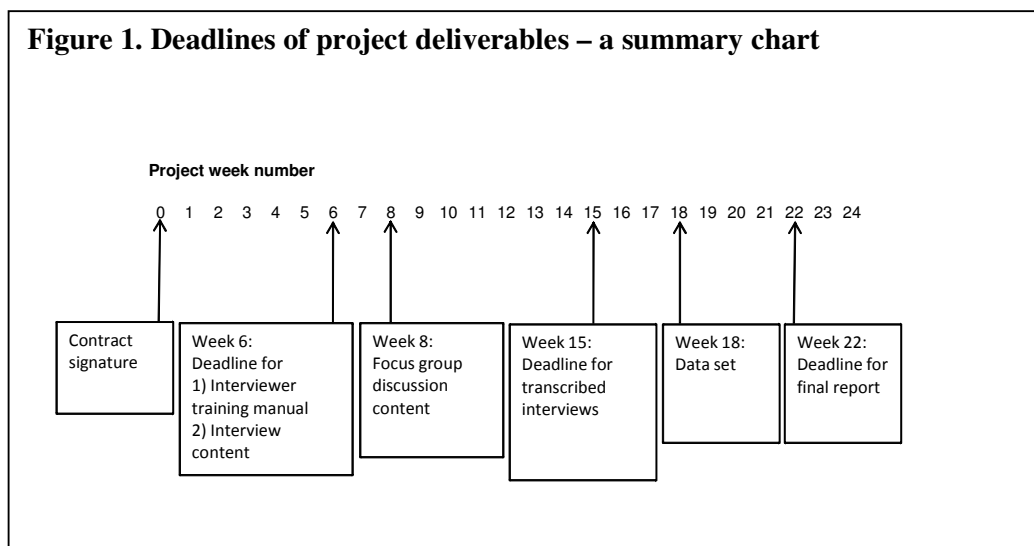 Figure 1. Deadlines of project deliverables – a summary chart
Project week number
0 1 2 3 4 5 6 7 8 9 10 11 12 13 14 15 16 17 18 19 20 21 22 23 24
Contract
signature
Week 6:
Deadline for
1) Interviewer
training manual
2) Interview
content
Week 8:
Focus group
discussion
content
Week 15:
Deadline for
transcribed
interviews
Week 18:
Data set
Week 22:
Deadline for
final report